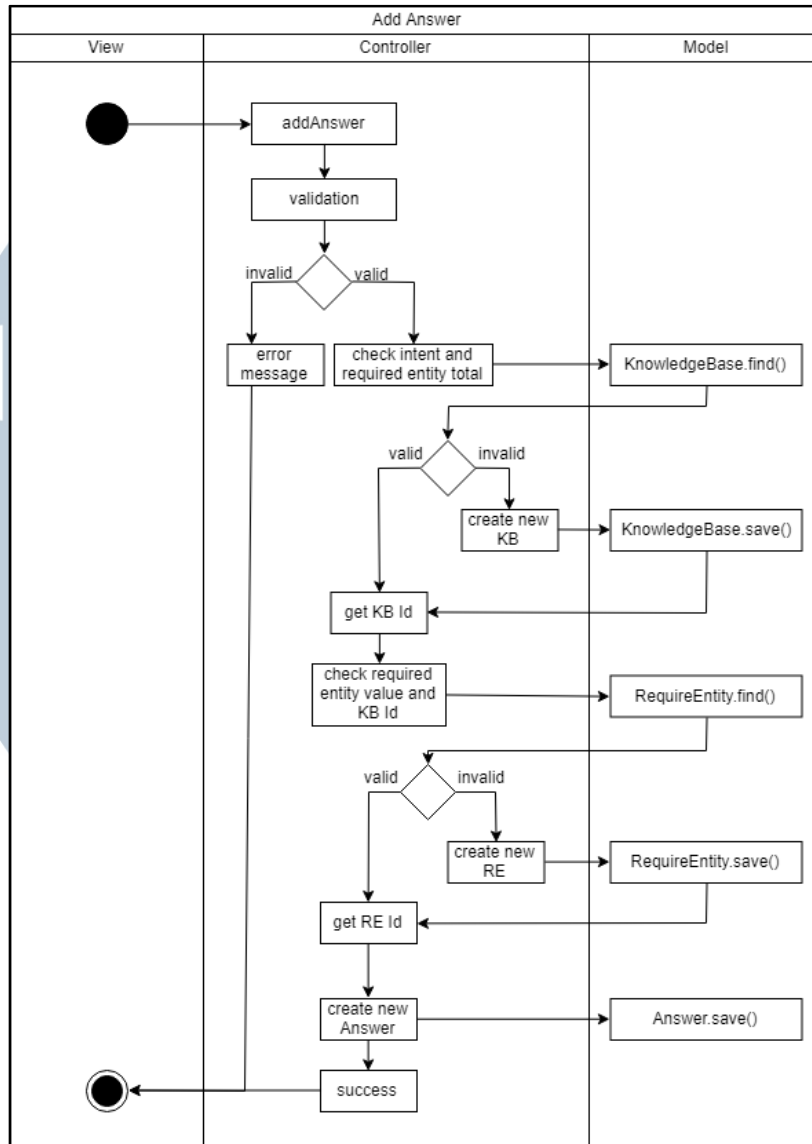 Add Answer
View
Controller
Model
addAnswer
validation
invalid
valid
error
message
check intent and
required entity total
KnowledgeBase.find()
valid
invalid
create new
KB
KnowledgeBase.save()
get KB Id
check required
entity value and
KB Id
RequireEntity.find()
valid
invalid
create new
RE
RequireEntity.save()
get RE Id
create new
Answer
Answer.save()
success